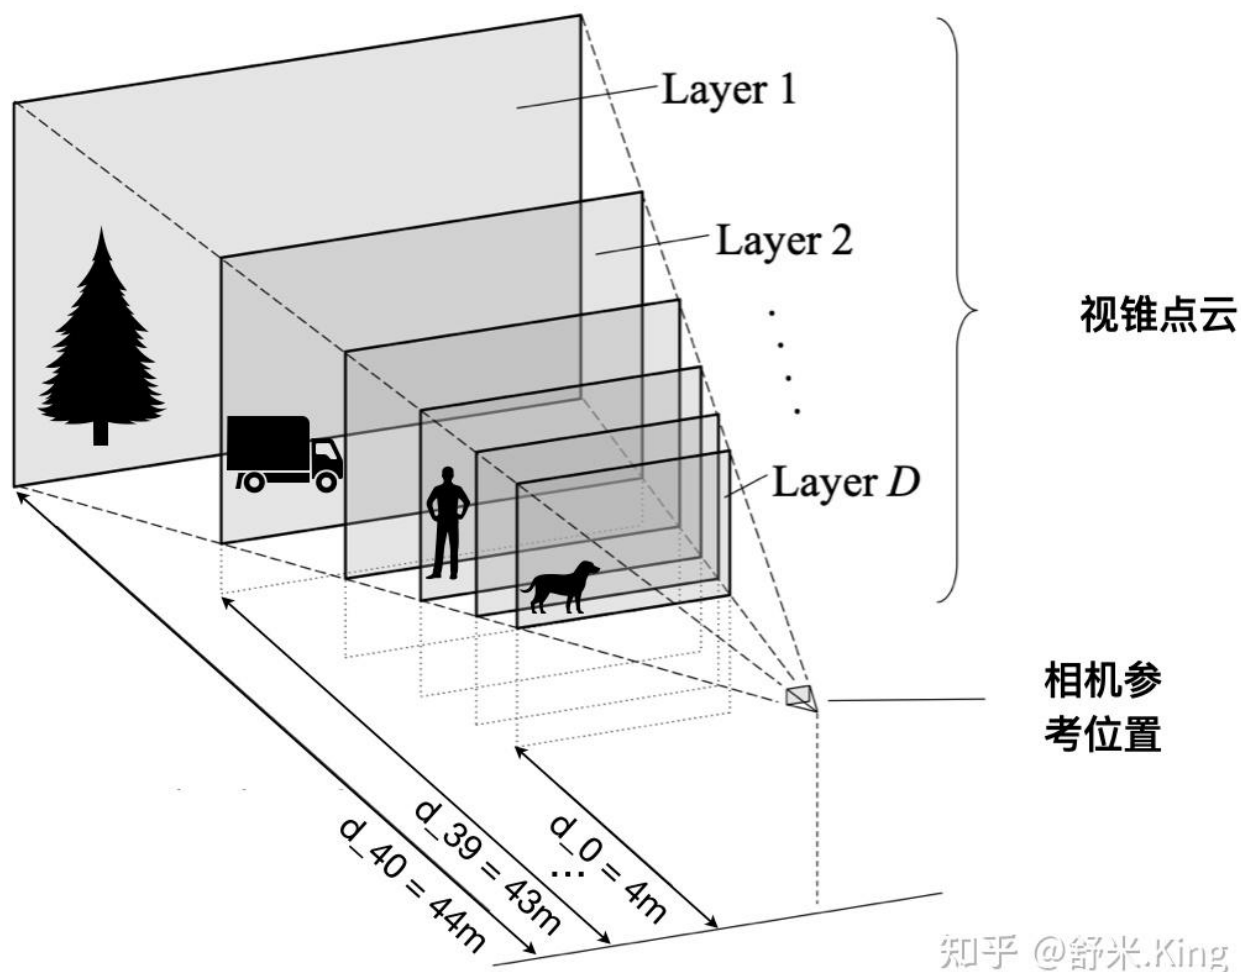 Layer 1
Layer 2
视锥点云
Layer D
相机参
考位置
d_0 = 4m
...
d_39 = 43m
d_40 = 44m
知乎 @舒米.King